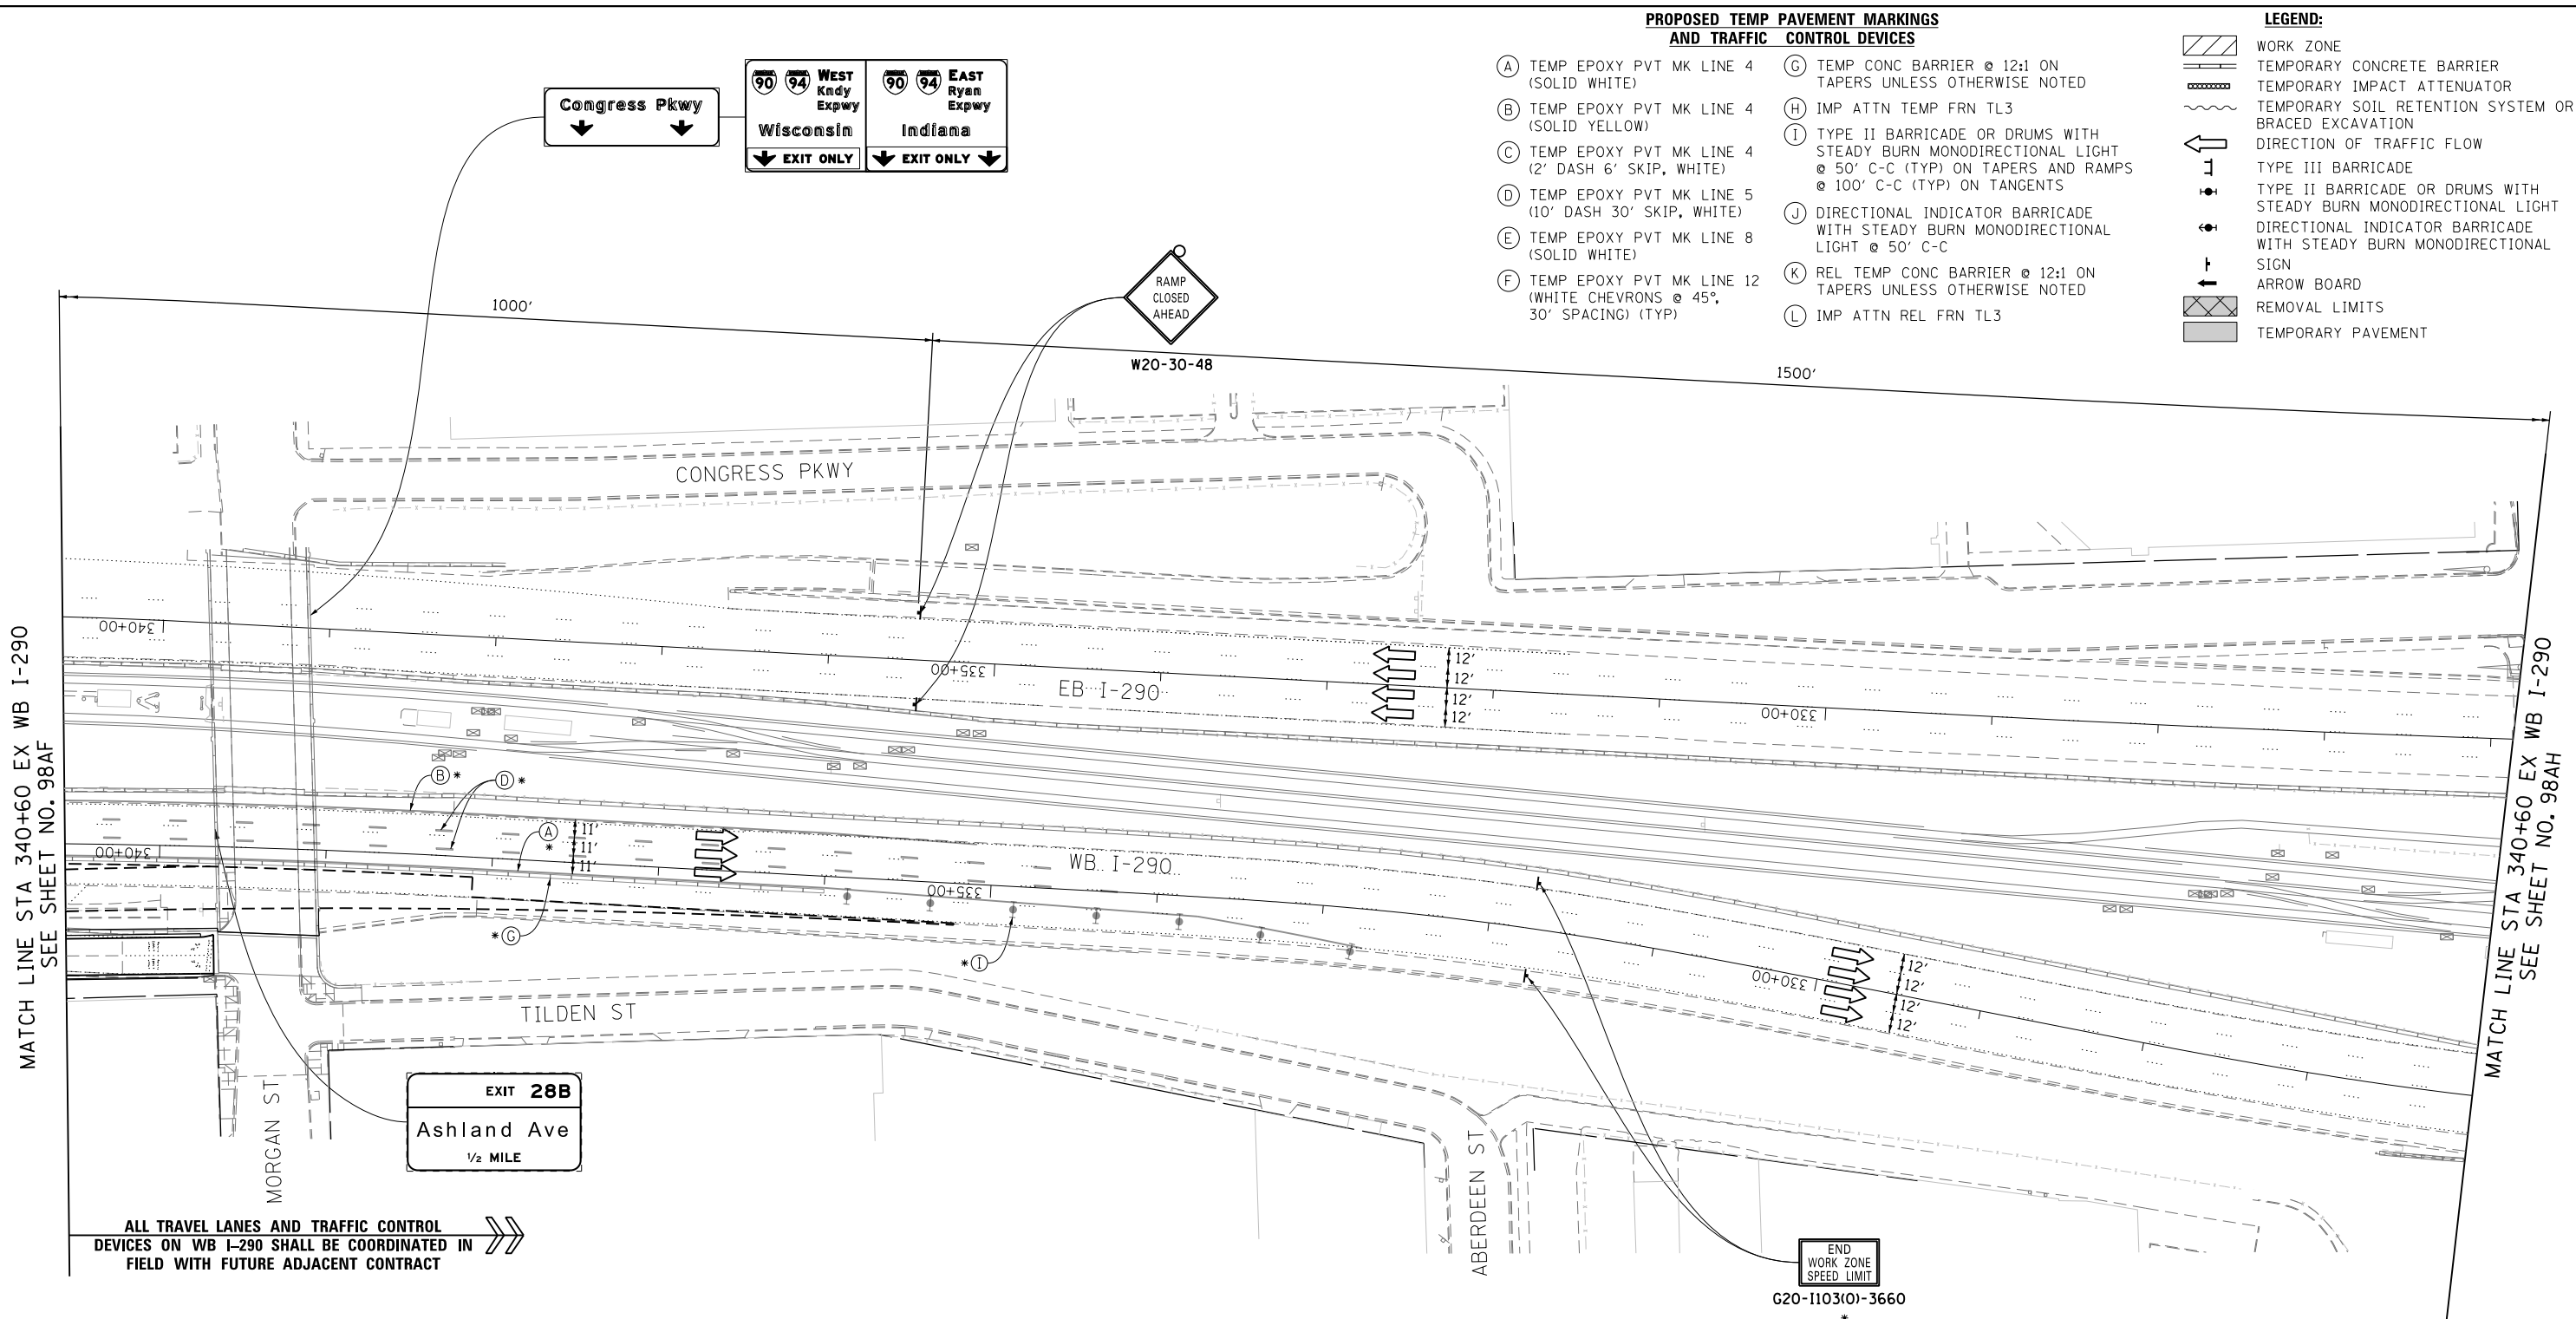 PROPOSED TEMP PAVEMENT MARKINGS
AND TRAFFIC CONTROL DEVICES
A TEMP EPOXY PVT MK LINE 4
(SOLID WHITE)
B TEMP EPOXY PVT MK LINE 4
(SOLID YELLOW)
C TEMP EPOXY PVT MK LINE 4
(2' DASH 6' SKIP, WHITE)
D TEMP EPOXY PVT MK LINE 5
(10' DASH 30' SKIP, WHITE)
E TEMP EPOXY PVT MK LINE 8
(SOLID WHITE)
F TEMP EPOXY PVT MK LINE 12
(WHITE CHEVRONS @ 45°,
30' SPACING) (TYP)
G TEMP CONC BARRIER @ 12:1 ON
TAPERS UNLESS OTHERWISE NOTED
H IMP ATTN TEMP FRN TL3
I TYPE II BARRICADE OR DRUMS WITH
STEADY BURN MONODIRECTIONAL LIGHT
@ 50' C-C (TYP) ON TAPERS AND RAMPS
@ 100' C-C (TYP) ON TANGENTS
J DIRECTIONAL INDICATOR BARRICADE
WITH STEADY BURN MONODIRECTIONAL
LIGHT @ 50' C-C
K REL TEMP CONC BARRIER @ 12:1 ON
TAPERS UNLESS OTHERWISE NOTED
L IMP ATTN REL FRN TL3
LEGEND:
WORK ZONE
TEMPORARY CONCRETE BARRIER
TEMPORARY IMPACT ATTENUATOR
TEMPORARY SOIL RETENTION SYSTEM OR
BRACED EXCAVATION
DIRECTION OF TRAFFIC FLOW
TYPE III BARRICADE
TYPE II BARRICADE OR DRUMS WITH
STEADY BURN MONODIRECTIONAL LIGHT
DIRECTIONAL INDICATOR BARRICADE
WITH STEADY BURN MONODIRECTIONAL
SIGN
ARROW BOARD
REMOVAL LIMITS
TEMPORARY PAVEMENT
Congress Pkwy
90 94 WEST
Kndy
Expwy
Wisconsin
EXIT ONLY
90 94 EAST
Ryan
Expwy
Indiana
EXIT ONLY
RAMP
CLOSED
AHEAD
W20-30-48
1000'
1500'
CONGRESS PKWY
340+00
335+00
EB I-290
12'
12'
12'
12'
330+00
B *
D *
A
*
11'
11'
11'
340+00
WB I-290
335+00
* G
* I
330+00
12'
12'
12'
12'
TILDEN ST
MORGAN ST
ABERDEEN ST
EXIT 28B
Ashland Ave
1/2 MILE
END
WORK ZONE
SPEED LIMIT
G20-I103(0)-3660
*
ALL TRAVEL LANES AND TRAFFIC CONTROL
DEVICES ON WB I-290 SHALL BE COORDINATED IN
FIELD WITH FUTURE ADJACENT CONTRACT
MATCH LINE STA 340+60 EX WB I-290
SEE SHEET NO. 98AF
MATCH LINE STA 340+60 EX WB I-290
SEE SHEET NO. 98AH